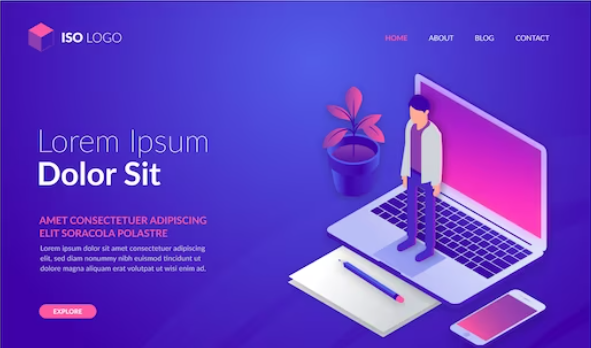 ISO LOGO
HOME ABOUT BLOG CONTACT
Lorem Ipsum
Dolor Sit
AMET CONSECTETUER ADIPISCING
ELIT SORACOLA POLASTRE
Lorem ipsum dolor sit amet consectetuer adipiscing
elit, sed diam nonummy nibh euismod tincidunt ut
dolore magna aliquam erat volutpat ut wisi enim ad.
EXPLORE